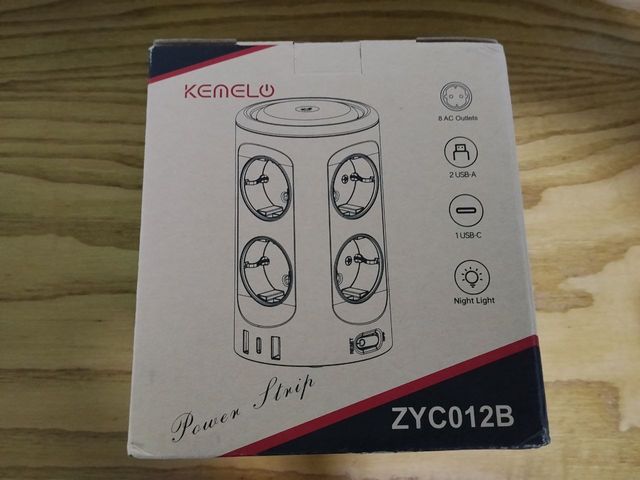 KEMELO
8 AC Outlets
2 USB-A
1 USB-C
Night Light
Power Strip
ZYC012B